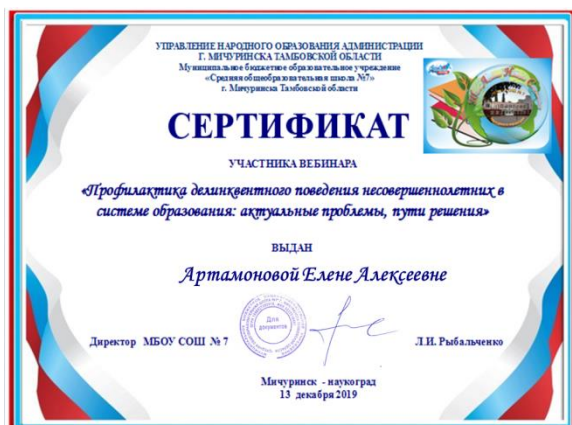 УПРАВЛЕНИЕ НАРОДНОГО ОБРАЗОВАНИЯ АДМИНИСТРАЦИИ
Г. МИЧУРИНСКА ТАМБОВСКОЙ ОБЛАСТИ
Муниципальное бюджетное образовательное учреждение
«Средняя общеобразовательная школа №7»
г. Мичуринска Тамбовской области
СЕРТИФИКАТ
УЧАСТНИКА ВЕБИНАРА
«Профилактика делинквентного поведения несовершеннолетних в
системе образования: актуальные проблемы, пути решения»
ВЫДАН
Артамоновой Елене Алексеевне
Для
документов
Директор МБОУ СОШ № 7
Л.И. Рыбальченко
Мичуринск - наукоград
13 декабря 2019